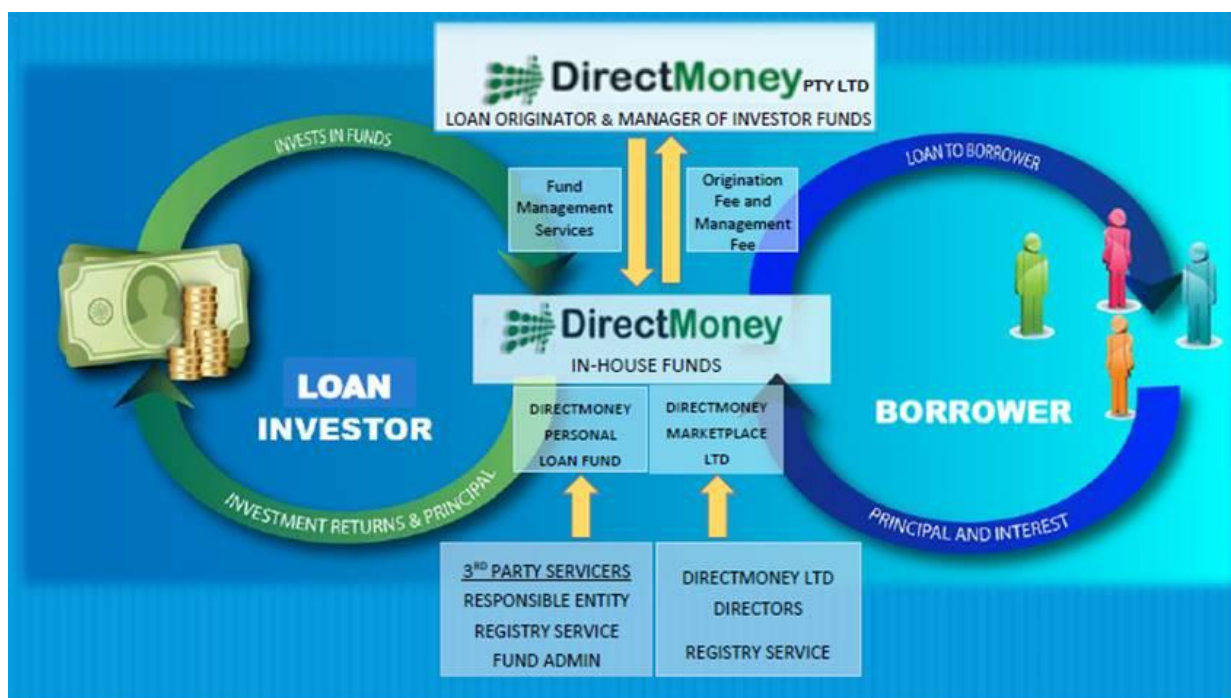 DirectMoney PTY LTD
LOAN ORIGINATOR & MANAGER OF INVESTOR FUNDS
INVESTS IN FUNDS
Fund
Management
Services
Origination
Fee and
Management
Fee
LOAN TO BORROWER
DirectMoney
IN-HOUSE FUNDS
LOAN
INVESTOR
DIRECTMONEY
PERSONAL
LOAN FUND
DIRECTMONEY
MARKETPLACE
LTD
BORROWER
INVESTMENT RETURNS & PRINCIPAL
PRINCIPAL AND INTEREST
3RD PARTY SERVICERS
RESPONSIBLE ENTITY
REGISTRY SERVICE
FUND ADMIN
DIRECTMONEY LTD
DIRECTORS
REGISTRY SERVICE